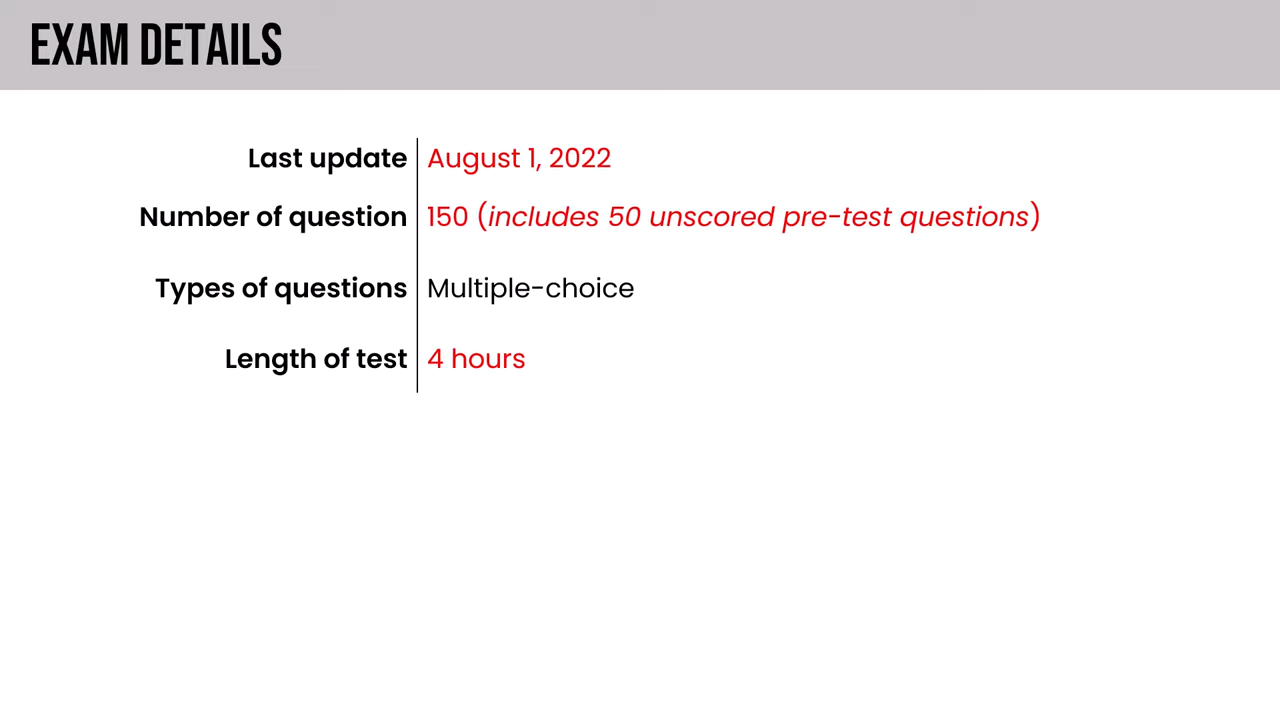 EXAM DETAILS
Last update August 1, 2022
Number of question 150 (includes 50 unscored pre-test questions)
Types of questions Multiple-choice
Length of test 4 hours